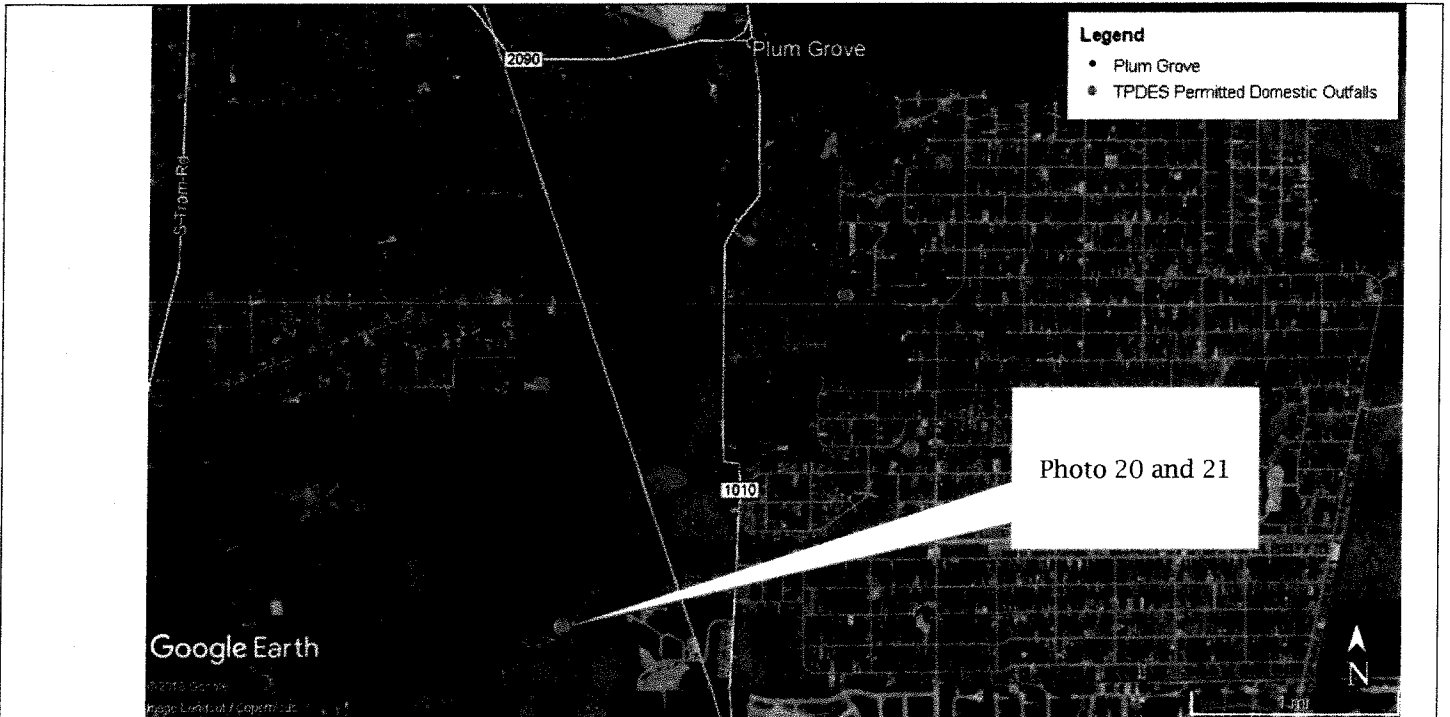 Legend
Plum Grove
TPDES Permitted Domestic Outfalls
2090
Plum Grove
S-Tram-Rd
Photo 20 and 21
1010
Google Earth
N
1 mi